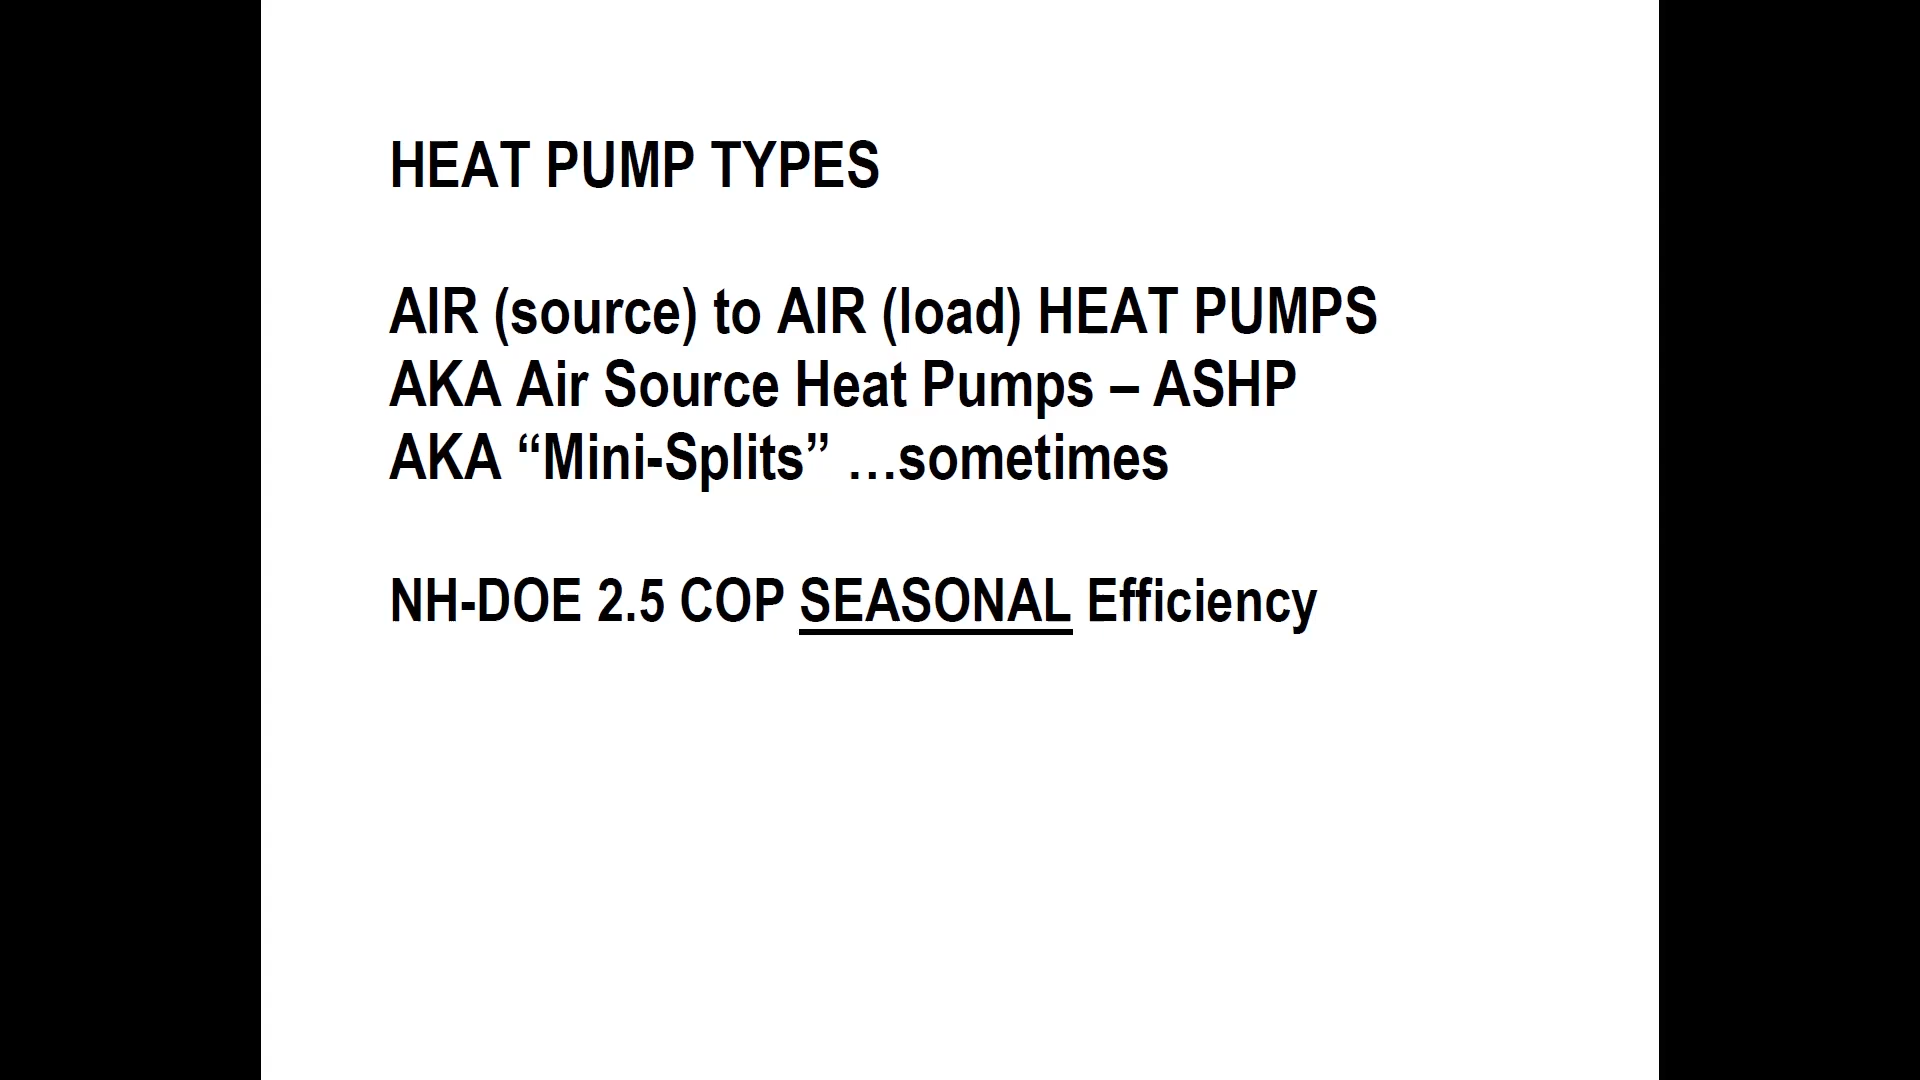 HEAT PUMP TYPES
AIR (source) to AIR (load) HEAT PUMPS
AKA Air Source Heat Pumps – ASHP
AKA “Mini-Splits” …sometimes
NH-DOE 2.5 COP SEASONAL Efficiency